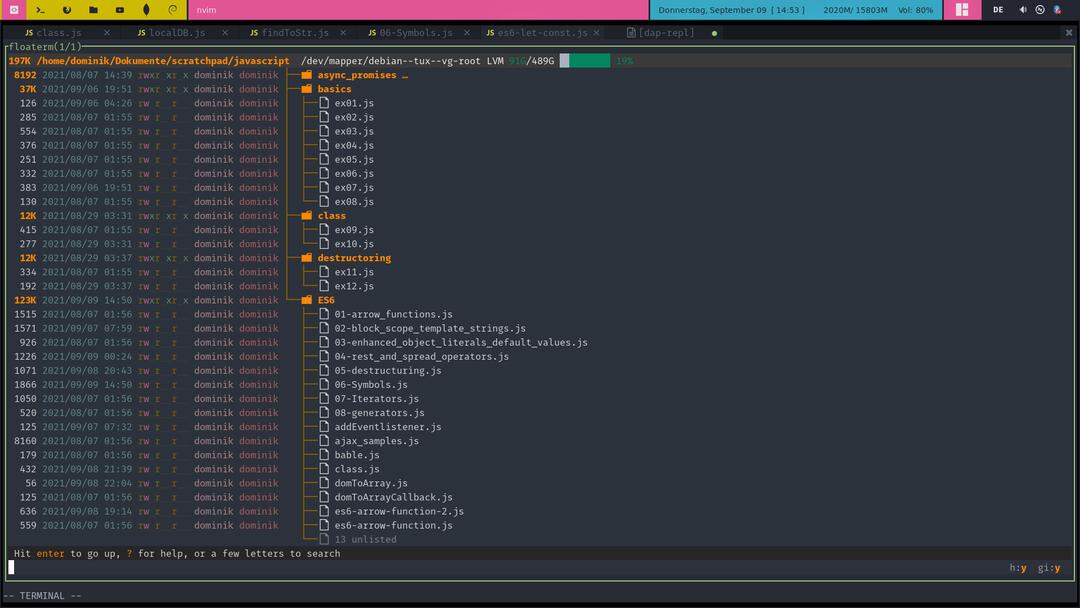 nvim
Donnerstag, September 09 [ 14:53 ] 2020M/ 15803M Vol: 80% DE
class.js localDB.js findToStr.js 06-Symbols.js es6-let-const.js [dap-repl]
floaterm(1/1)
197K /home/dominik/Dokumente/scratchpad/javascript /dev/mapper/debian--tux--vg-root LVM 91G/489G 19%
8192 2021/08/07 14:39 rwxr xr x dominik dominik async_promises …
37K 2021/09/06 19:51 rwxr xr x dominik dominik basics
126 2021/09/06 04:26 rw r r dominik dominik ex01.js
285 2021/08/07 01:55 rw r r dominik dominik ex02.js
554 2021/08/07 01:55 rw r r dominik dominik ex03.js
376 2021/08/07 01:55 rw r r dominik dominik ex04.js
251 2021/08/07 01:55 rw r r dominik dominik ex05.js
332 2021/08/07 01:55 rw r r dominik dominik ex06.js
383 2021/09/06 19:51 rw r r dominik dominik ex07.js
130 2021/08/07 01:55 rw r r dominik dominik ex08.js
12K 2021/08/29 03:31 rwxr xr x dominik dominik class
415 2021/08/07 01:55 rw r r dominik dominik ex09.js
277 2021/08/29 03:31 rw r r dominik dominik ex10.js
12K 2021/08/29 03:37 rwxr xr x dominik dominik destructoring
334 2021/08/07 01:55 rw r r dominik dominik ex11.js
192 2021/08/29 03:37 rw r r dominik dominik ex12.js
123K 2021/09/09 14:50 rwxr xr x dominik dominik ES6
1515 2021/08/07 01:56 rw r r dominik dominik 01-arrow_functions.js
1571 2021/09/09 07:59 rw r r dominik dominik 02-block_scope_template_strings.js
926 2021/08/07 01:56 rw r r dominik dominik 03-enhanced_object_literals_default_values.js
1226 2021/09/09 00:24 rw r r dominik dominik 04-rest_and_spread_operators.js
1071 2021/09/08 20:43 rw r r dominik dominik 05-destructuring.js
1866 2021/09/09 14:50 rw r r dominik dominik 06-Symbols.js
1050 2021/08/07 01:56 rw r r dominik dominik 07-Iterators.js
520 2021/08/07 01:56 rw r r dominik dominik 08-generators.js
125 2021/09/07 07:32 rw r r dominik dominik addEventlistener.js
8160 2021/08/07 01:56 rw r r dominik dominik ajax_samples.js
179 2021/08/07 01:56 rw r r dominik dominik bable.js
432 2021/09/08 21:39 rw r r dominik dominik class.js
56 2021/09/08 22:04 rw r r dominik dominik domToArray.js
125 2021/08/07 01:56 rw r r dominik dominik domToArrayCallback.js
636 2021/09/08 19:14 rw r r dominik dominik es6-arrow-function-2.js
559 2021/08/07 01:56 rw r r dominik dominik es6-arrow-function.js
13 unlisted
Hit enter to go up, ? for help, or a few letters to search
h:y gi:y
-- TERMINAL --